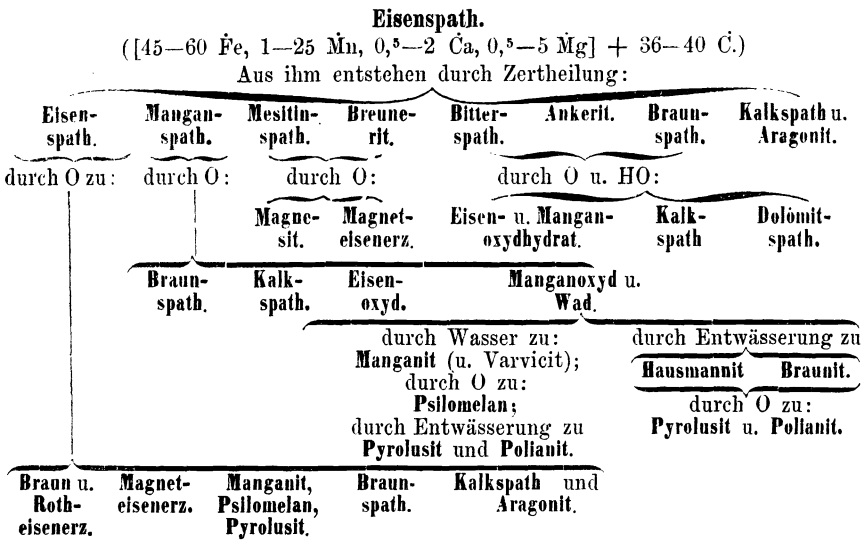 Eisenspath.
([45—60 Ḟe, 1—25 Ṁn, 0,⁵—2 Ċa, 0,⁵—5 Ṁg] + 36—40 C̈.)
Aus ihm entstehen durch Zertheilung:
Eisen- Mangan- Mesitin- Breune- Bitter- Ankerit. Braun- Kalkspath u.
spath. spath. spath. rit. spath. spath. Aragonit.
durch O zu: durch O: durch O: durch O u. HO:
Magne- Magnet- Eisen- u. Mangan- Kalk- Dolomit-
sit. eisenerz. oxydhydrat. spath spath.
Braun- Kalk- Eisen- Manganoxyd u.
spath. spath. oxyd. Wad.
durch Wasser zu: durch Entwässerung zu
Manganit (u. Varvicit); Hausmannit Braunit.
durch O zu:
Psilomelan; durch O zu:
durch Entwässerung zu Pyrolusit u. Polianit.
Pyrolusit und Polianit.
Braun u. Magnet- Manganit, Braun- Kalkspath und
Roth- eisenerz. Psilomelan, spath. Aragonit.
eisenerz. Pyrolusit.